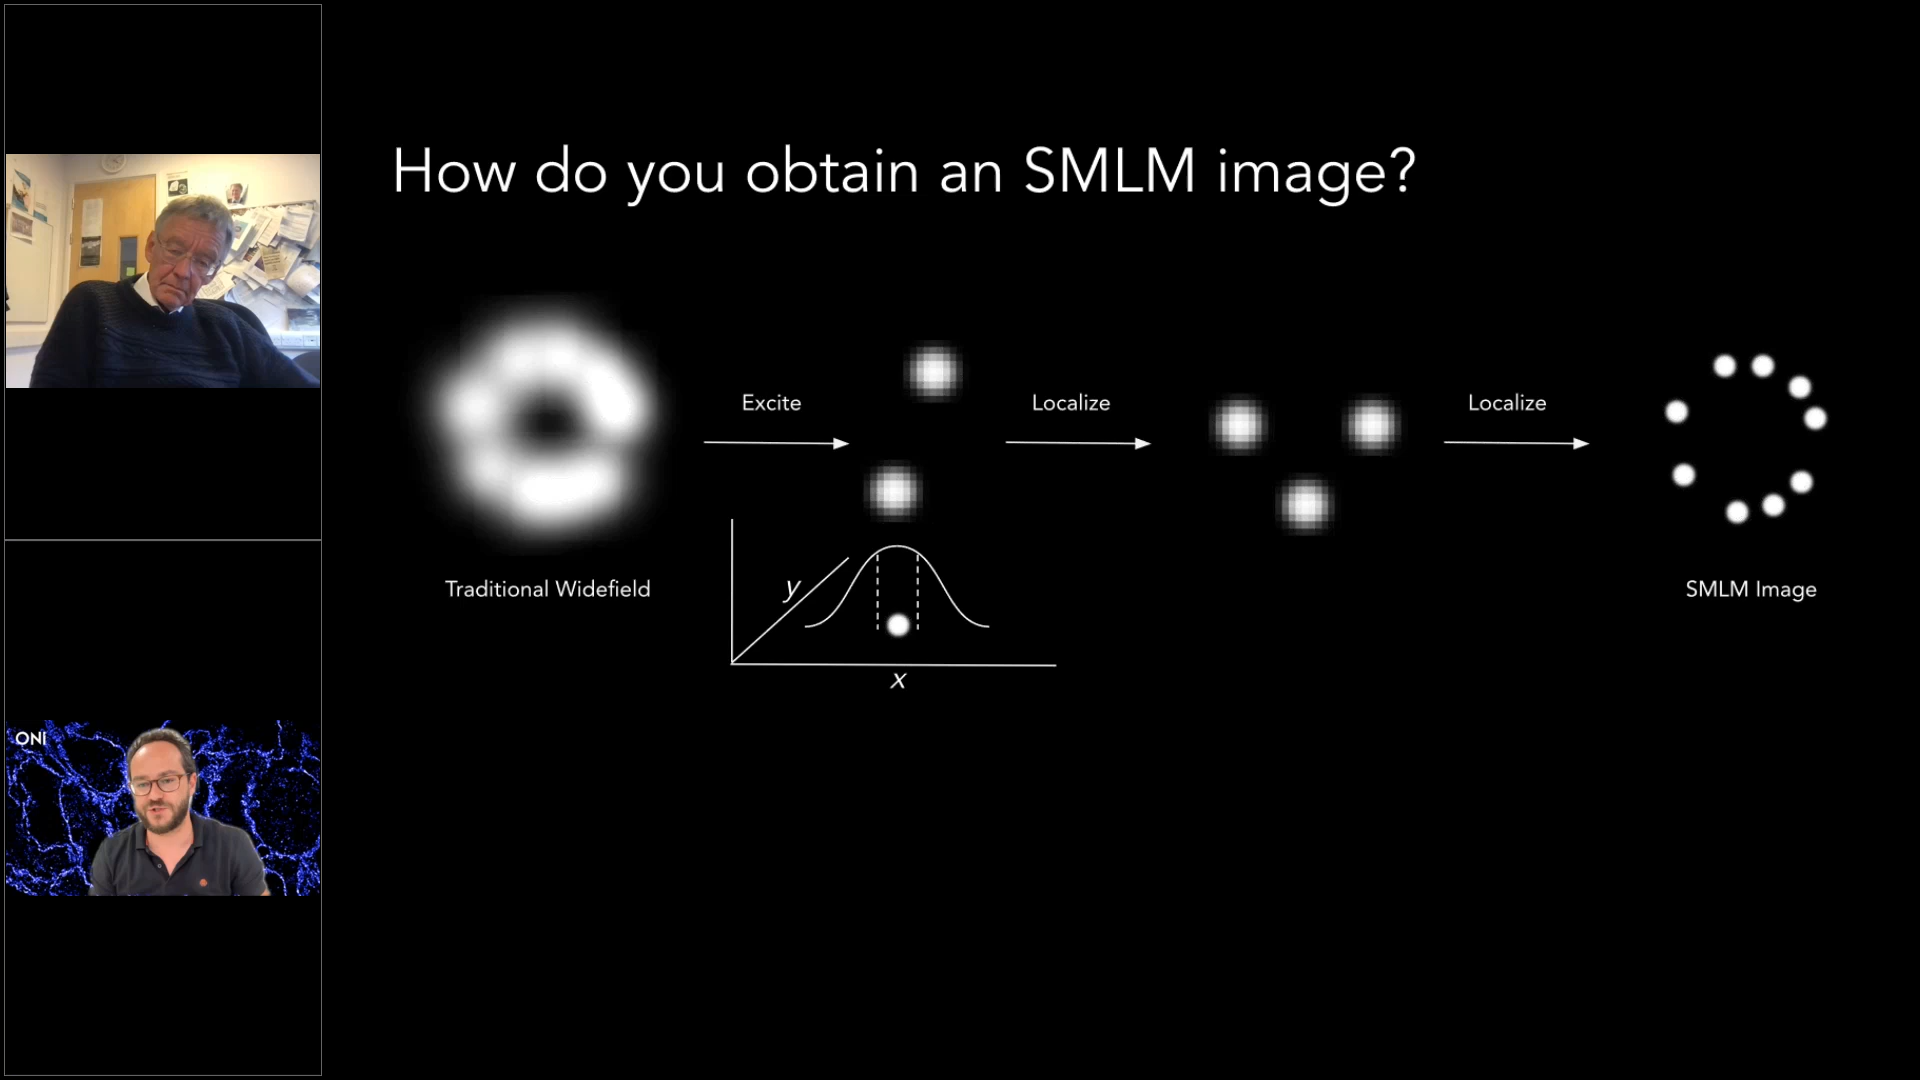 How do you obtain an SMLM image?
Excite
Localize
Localize
Traditional Widefield
y
x
SMLM Image
ONI